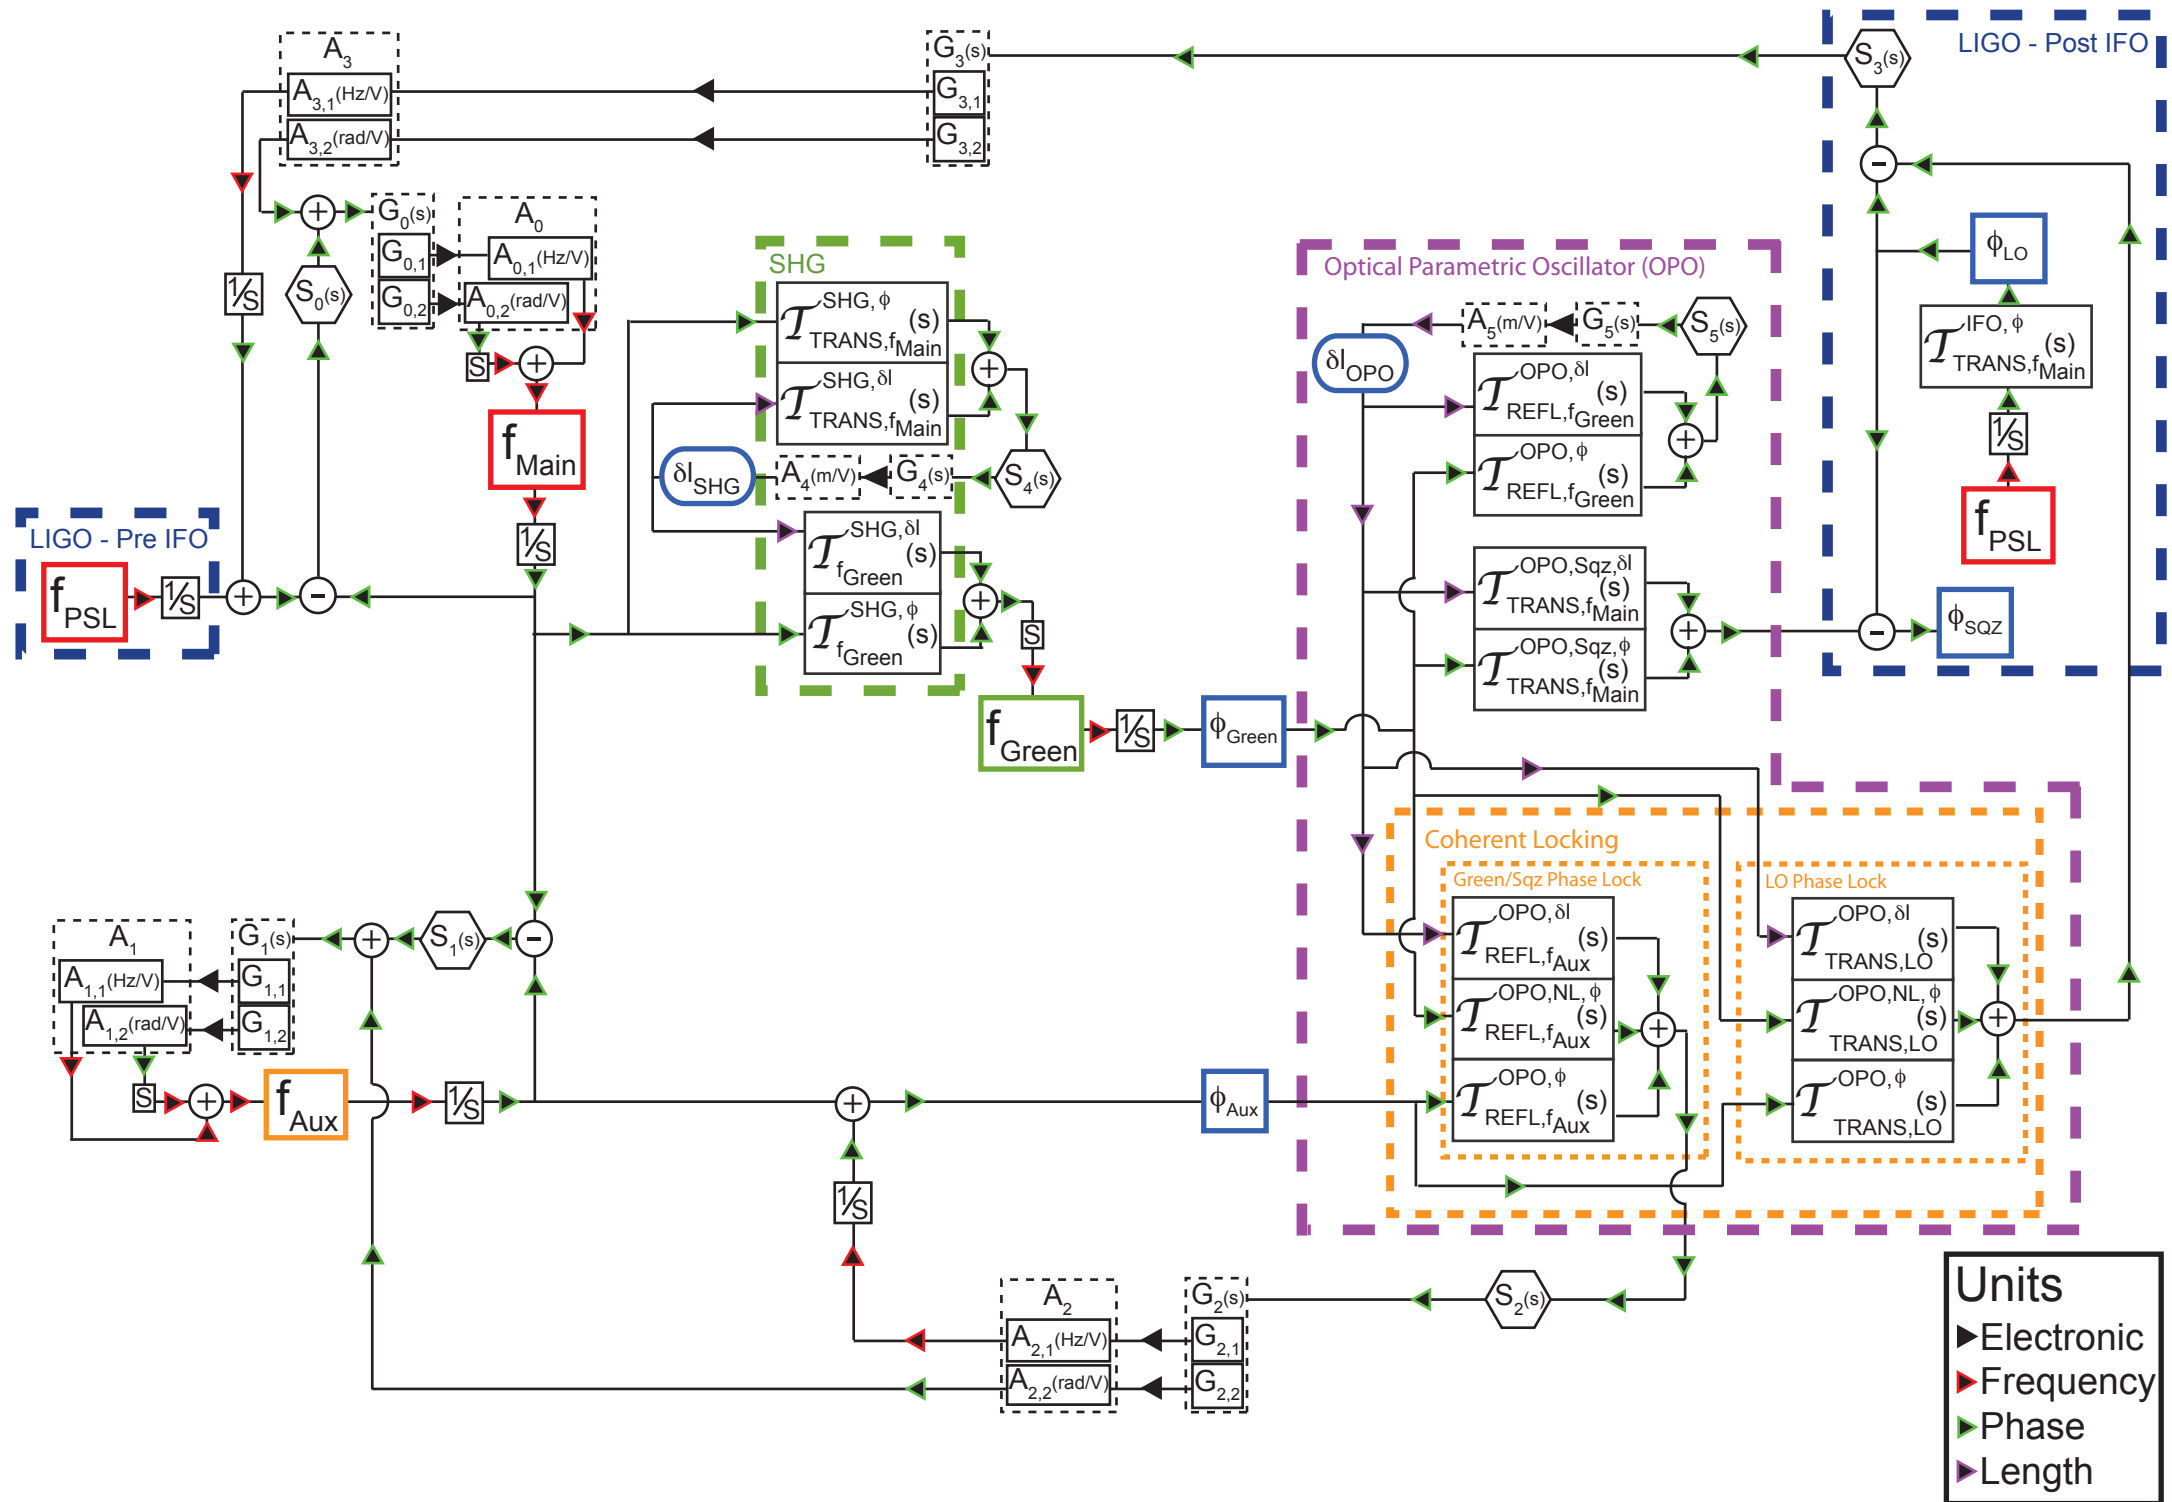 A3
A3,1(Hz/V)
A3,2(rad/V)
G3(s)
G3,1
G3,2
S3(s)
LIGO - Post IFO
-
+
1/S
S0(s)
G0(s)
G0,1
G0,2
A0
A0,1(Hz/V)
A0,2(rad/V)
S
+
fMain
1/S
LIGO - Pre IFO
fPSL
1/S
+
-
SHG
𝒯 SHG, ϕ TRANS,fMain (s)
𝒯 SHG, δl TRANS,fMain (s)
+
δlSHG
A4(m/V)
G4(s)
S4(s)
𝒯 SHG, δl fGreen (s)
𝒯 SHG, ϕ fGreen (s)
+
S
fGreen
1/S
ϕGreen
Optical Parametric Oscillator (OPO)
δlOPO
A5(m/V)
G5(s)
S5(s)
𝒯 OPO, δl REFL,fGreen (s)
𝒯 OPO, ϕ REFL,fGreen (s)
+
𝒯 OPO,Sqz,δl TRANS,fMain (s)
𝒯 OPO,Sqz,ϕ TRANS,fMain (s)
+
ϕLO
𝒯 IFO, ϕ TRANS,fMain (s)
1/S
fPSL
-
ϕSQZ
Coherent Locking
Green/Sqz Phase Lock
𝒯 OPO, δl REFL,fAux (s)
𝒯 OPO,NL, ϕ REFL,fAux (s)
𝒯 OPO, ϕ REFL,fAux (s)
+
LO Phase Lock
𝒯 OPO, δl TRANS,LO (s)
𝒯 OPO,NL, ϕ TRANS,LO (s)
𝒯 OPO, ϕ TRANS,LO (s)
+
A1
A1,1(Hz/V)
A1,2(rad/V)
G1(s)
G1,1
G1,2
+
S1(s)
-
S
+
fAux
1/S
+
ϕAux
1/S
A2
A2,1(Hz/V)
A2,2(rad/V)
G2(s)
G2,1
G2,2
S2(s)
Units
Electronic
Frequency
Phase
Length